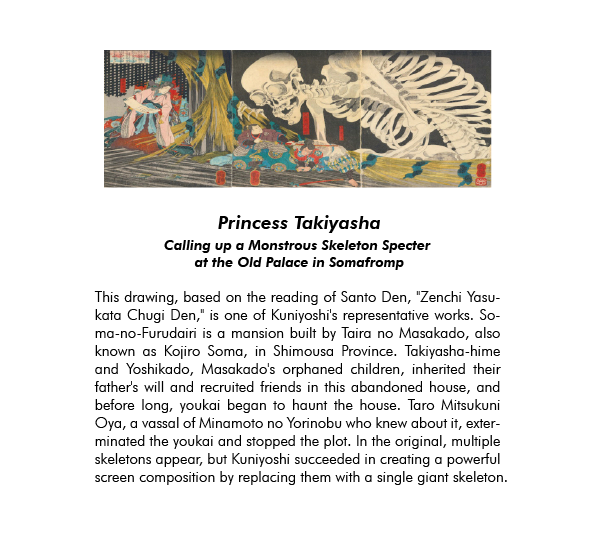 Princess Takiyasha
Calling up a Monstrous Skeleton Specter
at the Old Palace in Somafromp
This drawing, based on the reading of Santo Den, "Zenchi Yasu-
kata Chugi Den," is one of Kuniyoshi's representative works. So-
ma-no-Furudairi is a mansion built by Taira no Masakado, also
known as Kojiro Soma, in Shimousa Province. Takiyasha-hime
and Yoshikado, Masakado's orphaned children, inherited their
father's will and recruited friends in this abandoned house, and
before long, youkai began to haunt the house. Taro Mitsukuni
Oya, a vassal of Minamoto no Yorinobu who knew about it, exter-
minated the youkai and stopped the plot. In the original, multiple
skeletons appear, but Kuniyoshi succeeded in creating a powerful
screen composition by replacing them with a single giant skeleton.